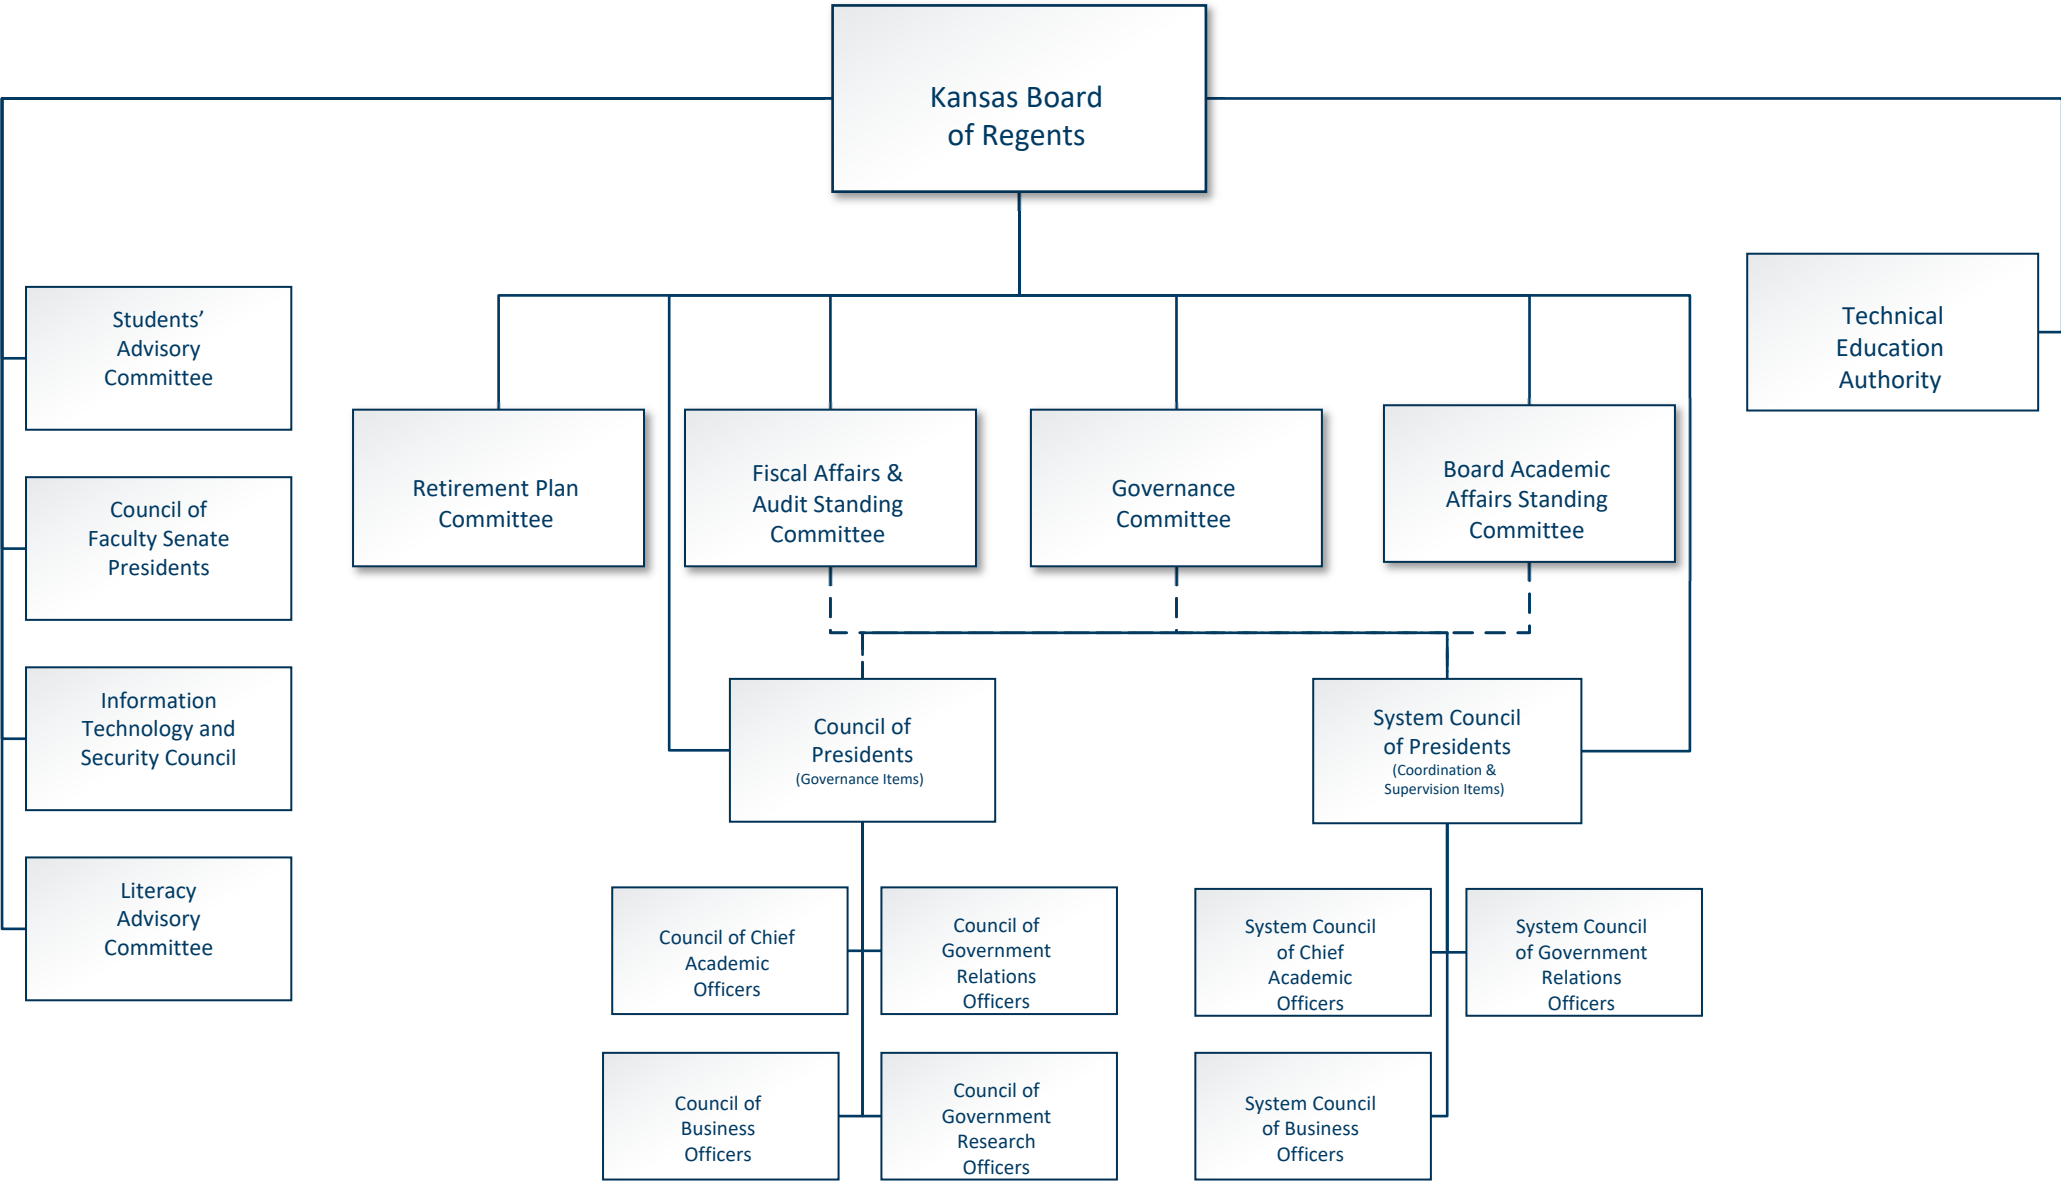 Kansas Board
of Regents
Students’
Advisory
Committee
Council of
Faculty Senate
Presidents
Information
Technology and
Security Council
Literacy
Advisory
Committee
Retirement Plan
Committee
Fiscal Affairs &
Audit Standing
Committee
Governance
Committee
Board Academic
Affairs Standing
Committee
Technical
Education
Authority
Council of
Presidents
(Governance Items)
System Council
of Presidents
(Coordination &
Supervision Items)
Council of Chief
Academic
Officers
Council of
Government
Relations
Officers
System Council
of Chief
Academic
Officers
System Council
of Government
Relations
Officers
Council of
Business
Officers
Council of
Government
Research
Officers
System Council
of Business
Officers